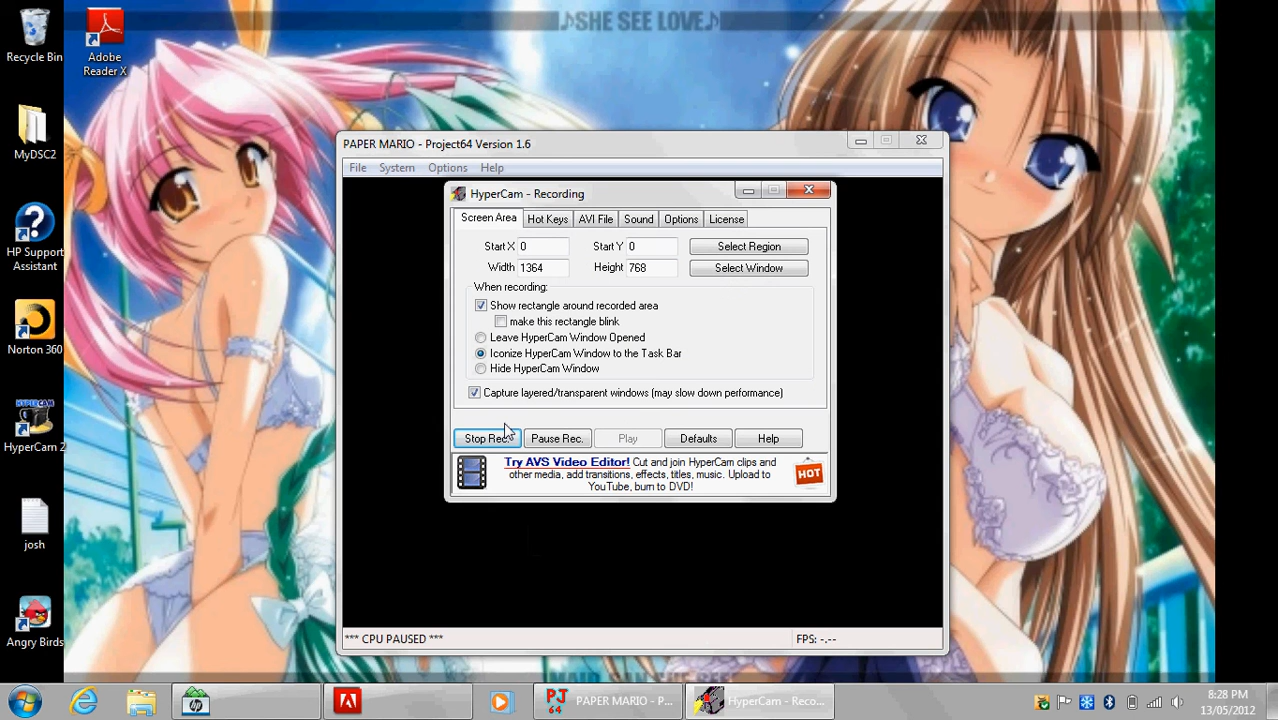 ♪SHE SEE LOVE♪
Recycle Bin
Adobe
Reader X
MyDSC2
HP Support
Assistant
Norton 360
HYPERCAM
HyperCam 2
josh
Angry Birds
PAPER MARIO - Project64 Version 1.6
File System Options Help
HyperCam - Recording
Screen Area Hot Keys AVI File Sound Options License
Start X 0 Start Y 0 Select Region
Width 1364 Height 768 Select Window
When recording:
Show rectangle around recorded area
make this rectangle blink
Leave HyperCam Window Opened
Iconize HyperCam Window to the Task Bar
Hide HyperCam Window
Capture layered/transparent windows (may slow down performance)
Stop Rec. Pause Rec. Play Defaults Help
Try AVS Video Editor! Cut and join HyperCam clips and
other media, add transitions, effects, titles, music. Upload to
YouTube, burn to DVD!
HOT
*** CPU PAUSED *** FPS: -.--
hp
PJ
64
PAPER MARIO - P...
HyperCam - Reco...
8:28 PM
13/05/2012